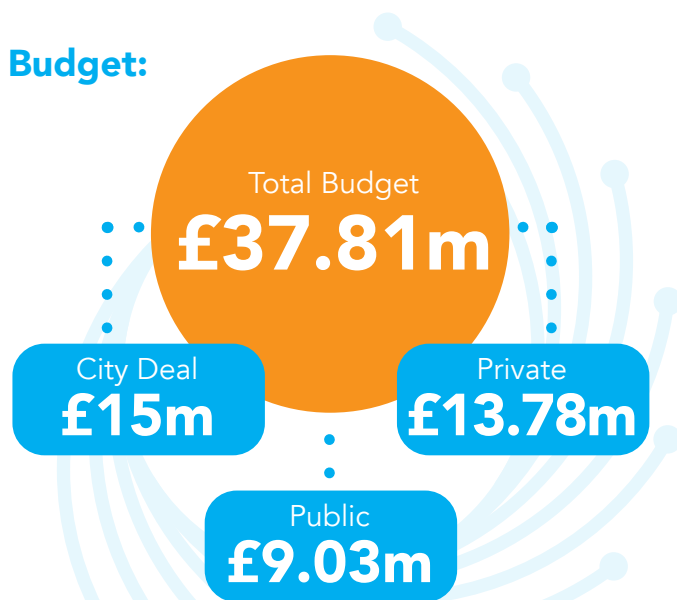 Budget:
Total Budget
£37.81m
City Deal
£15m
Private
£13.78m
Public
£9.03m